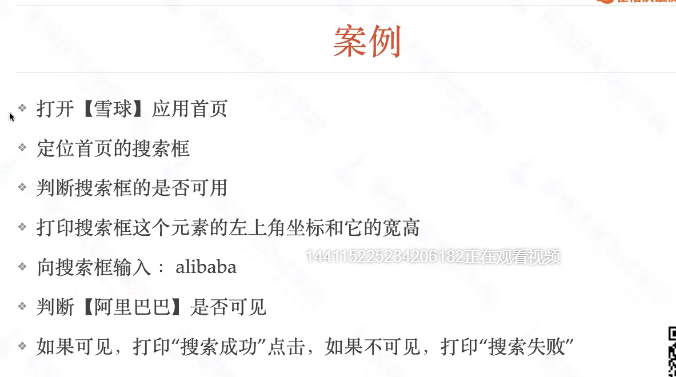 案例
打开【雪球】应用首页
定位首页的搜索框
判断搜索框的是否可用
打印搜索框这个元素的左上角坐标和它的宽高
144115225234206182正在观看视频
向搜索框输入： alibaba
判断【阿里巴巴】是否可见
如果可见，打印“搜索成功”点击，如果不可见，打印“搜索失败”